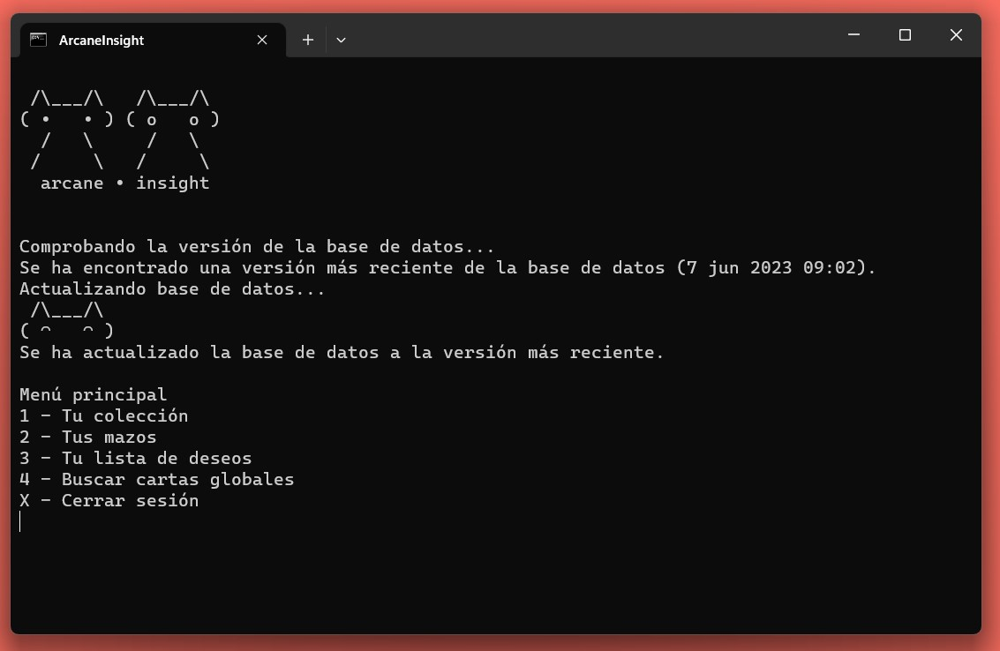 ArcaneInsight
 /\___/\   /\___/\
( •   • ) ( o   o )
  /   \     /   \
 /     \   /     \
  arcane • insight
Comprobando la versión de la base de datos...
Se ha encontrado una versión más reciente de la base de datos (7 jun 2023 09:02).
Actualizando base de datos...
 /\___/\
( ᴖ   ᴖ )
Se ha actualizado la base de datos a la versión más reciente.
Menú principal
1 - Tu colección
2 - Tus mazos
3 - Tu lista de deseos
4 - Buscar cartas globales
X - Cerrar sesión